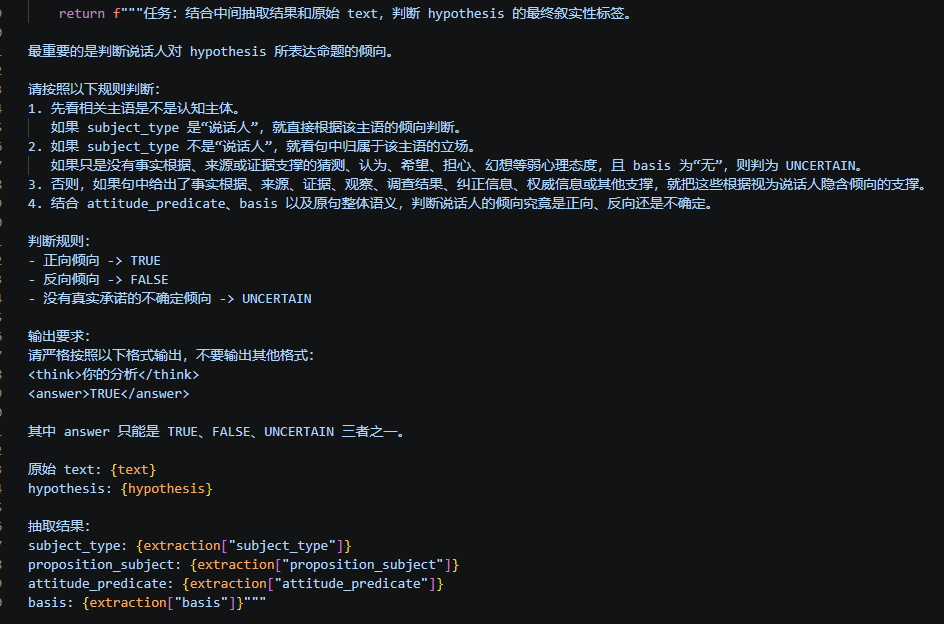 return f"""任务：结合中间抽取结果和原始 text，判断 hypothesis 的最终叙实性标签。
最重要的是判断说话人对 hypothesis 所表达命题的倾向。
请按照以下规则判断：
1. 先看相关主语是不是认知主体。
如果 subject_type 是“说话人”，就直接根据该主语的倾向判断。
2. 如果 subject_type 不是“说话人”，就看句中归属于该主语的立场。
如果只是没有事实根据、来源或证据支撑的猜测、认为、希望、担心、幻想等弱心理态度，且 basis 为“无”，则判为 UNCERTAIN。
3. 否则，如果句中给出了事实根据、来源、证据、观察、调查结果、纠正信息、权威信息或其他支撑，就把这些根据视为说话人隐含倾向的支撑。
4. 结合 attitude_predicate、basis 以及原句整体语义，判断说话人的倾向究竟是正向、反向还是不确定。
判断规则：
- 正向倾向 -> TRUE
- 反向倾向 -> FALSE
- 没有真实承诺的不确定倾向 -> UNCERTAIN
输出要求：
请严格按照以下格式输出，不要输出其他格式：
<think>你的分析</think>
<answer>TRUE</answer>
其中 answer 只能是 TRUE、FALSE、UNCERTAIN 三者之一。
原始 text: {text}
hypothesis: {hypothesis}
抽取结果：
subject_type: {extraction["subject_type"]}
proposition_subject: {extraction["proposition_subject"]}
attitude_predicate: {extraction["attitude_predicate"]}
basis: {extraction["basis"]}"""